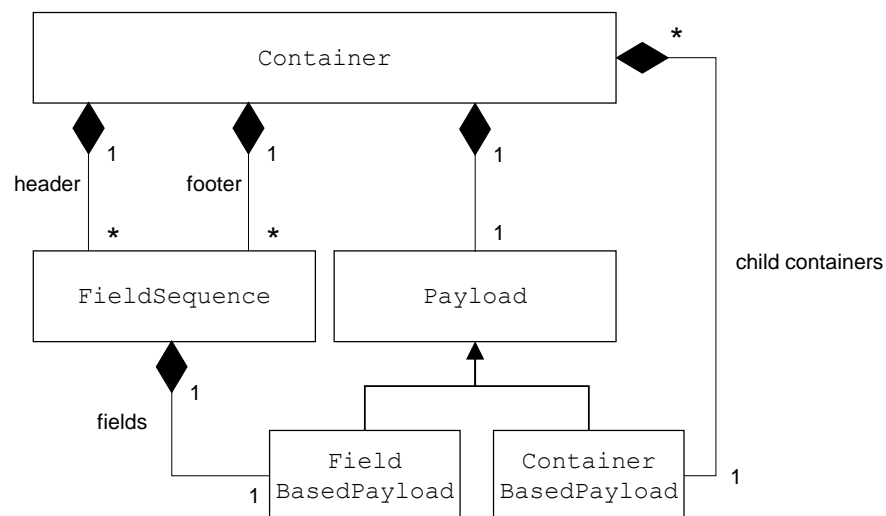 *
Container
1
1
1
header
footer
*
*
1
child containers
FieldSequence
Payload
1
fields
Field
BasedPayload
Container
BasedPayload
1
1